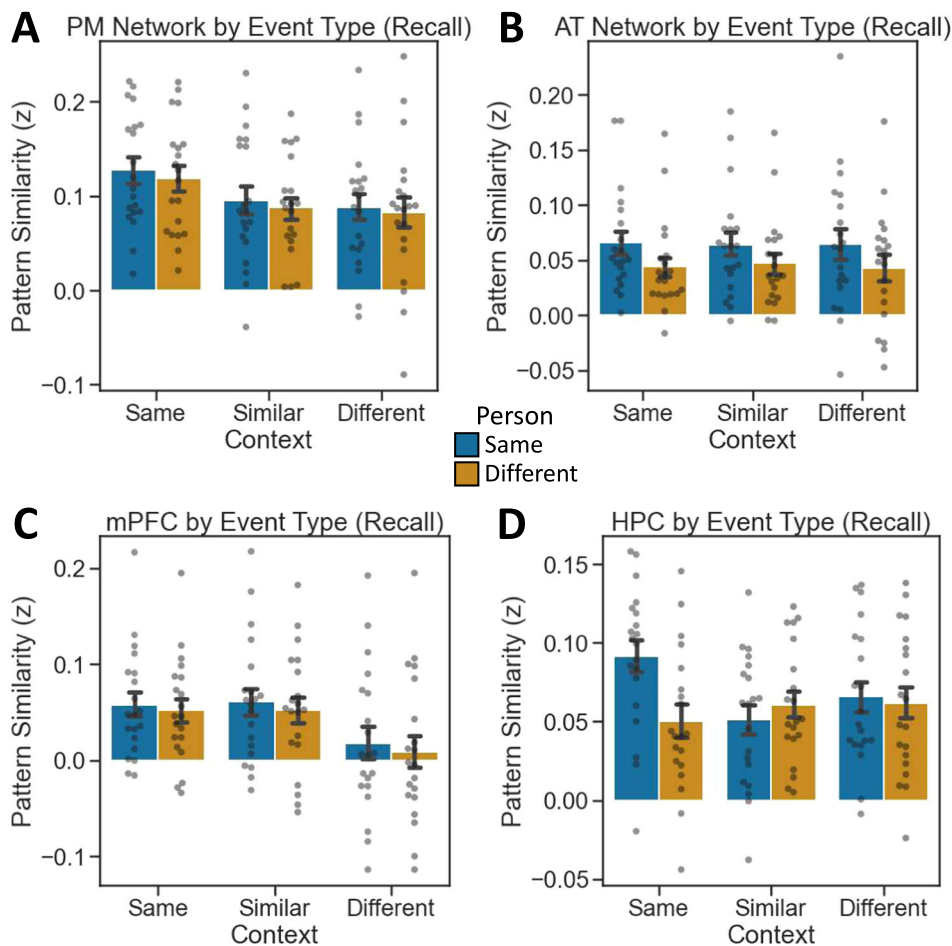 A PM Network by Event Type (Recall)
Pattern Similarity (z)
0.2
0.1
0.0
−0.1
Same Similar Different
Context
B AT Network by Event Type (Recall)
Pattern Similarity (z)
0.20
0.15
0.10
0.05
0.00
−0.05
Same Similar Different
Context
Person
Same
Different
C mPFC by Event Type (Recall)
Pattern Similarity (z)
0.2
0.1
0.0
−0.1
Same Similar Different
Context
D HPC by Event Type (Recall)
Pattern Similarity (z)
0.15
0.10
0.05
0.00
−0.05
Same Similar Different
Context